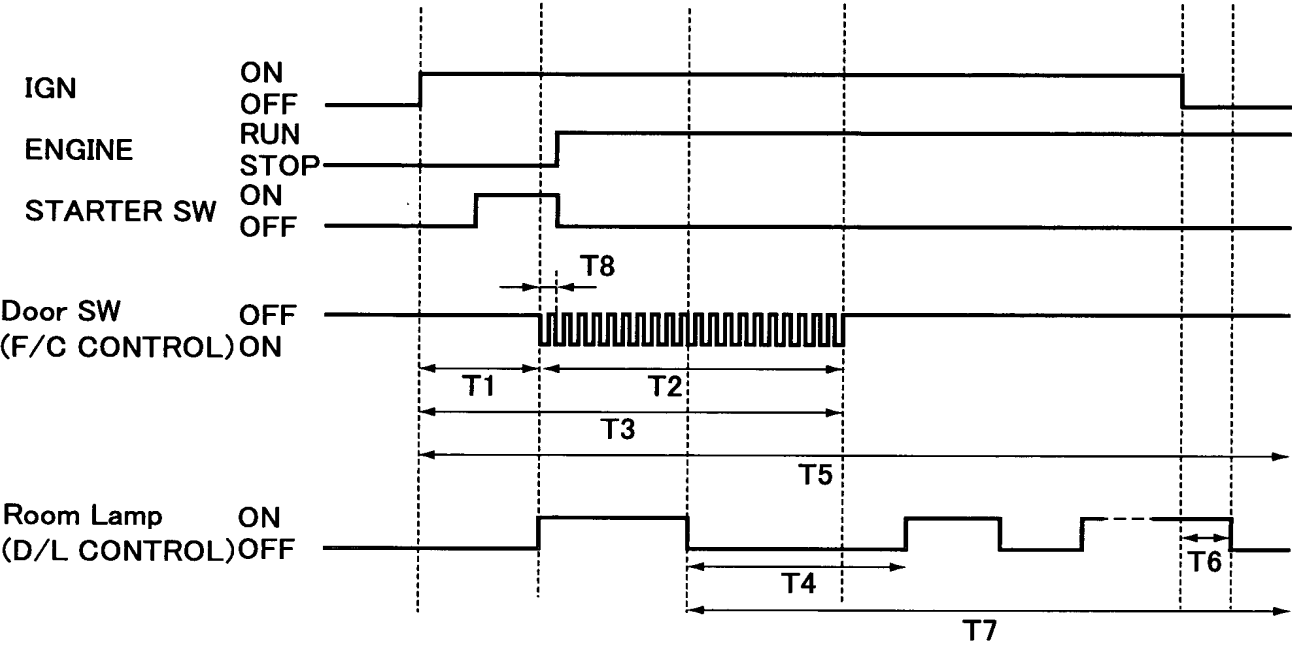 IGN ON
OFF
ENGINE RUN
STOP
STARTER SW ON
OFF
T8
Door SW OFF
(F/C CONTROL) ON
T1 T2
T3
T5
Room Lamp ON
(D/L CONTROL) OFF
T6
T4
T7